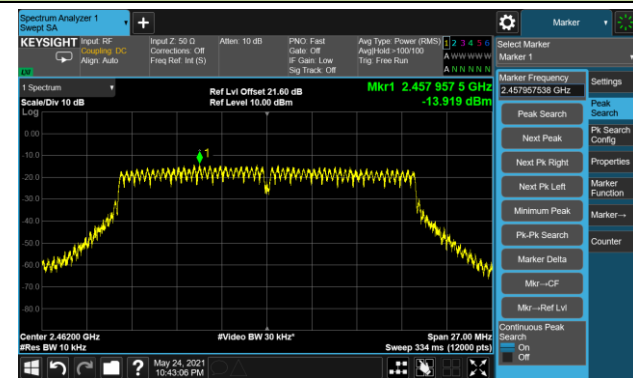 Spectrum Analyzer 1
Swept SA
+
Marker
KEYSIGHT
Input: RF
Coupling: DC
Align: Auto
Input Z: 50 Ω
Corrections: Off
Freq Ref: Int (S)
Atten: 10 dB
PNO: Fast
Gate: Off
IF Gain: Low
Sig Track: Off
Avg Type: Power (RMS)
Avg|Hold >100/100
Trig: Free Run
1 2 3 4 5 6
A W W W W W
A N N N N N
LXI
Select Marker
Marker 1
1 Spectrum
Scale/Div 10 dB
Log
Ref Lvl Offset 21.60 dB
Ref Level 10.00 dBm
Mkr1 2.457 957 5 GHz
-13.919 dBm
Marker Frequency
2.457957538 GHz
Settings
Peak Search
Peak
Search
Next Peak
Pk Search
Config
Next Pk Right
Properties
Next Pk Left
Marker
Function
Minimum Peak
Marker→
Pk-Pk Search
Counter
Marker Delta
Mkr→CF
Mkr→Ref Lvl
Continuous Peak
Search
On
Off
1
0.00
-10.0
-20.0
-30.0
-40.0
-50.0
-60.0
-70.0
-80.0
Center 2.46200 GHz
#Res BW 10 kHz
#Video BW 30 kHz*
Span 27.00 MHz
Sweep 334 ms (12000 pts)
?
May 24, 2021
10:43:06 PM